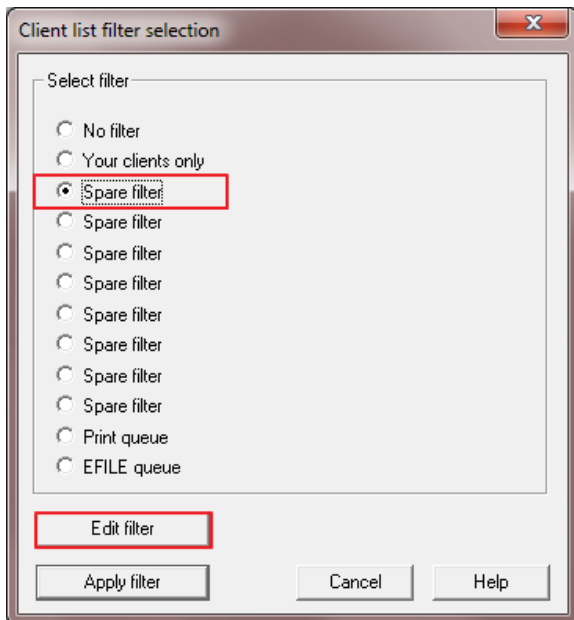 Client list filter selection
Select filter
No filter
Your clients only
Spare filter
Spare filter
Spare filter
Spare filter
Spare filter
Spare filter
Spare filter
Spare filter
Print queue
EFILE queue
Edit filter
Apply filter Cancel Help